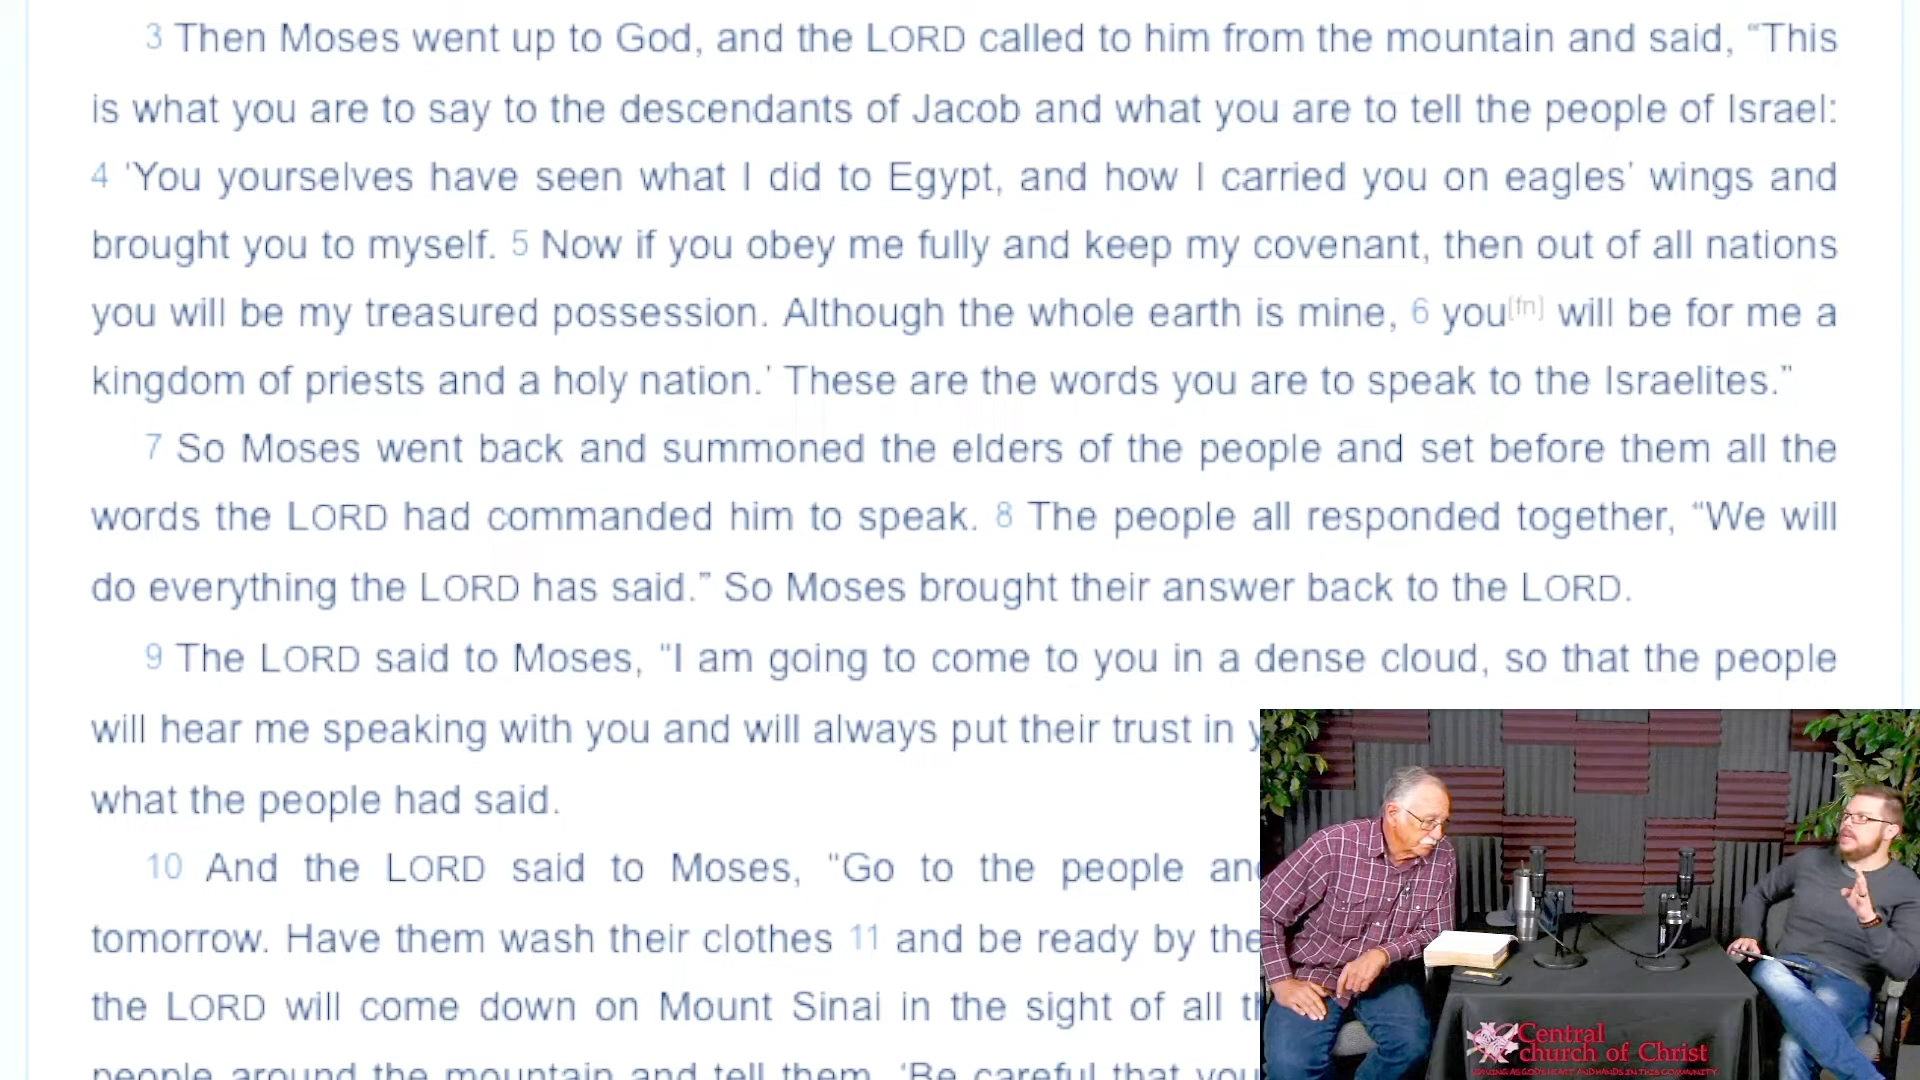 3 Then Moses went up to God, and the LORD called to him from the mountain and said, “This
is what you are to say to the descendants of Jacob and what you are to tell the people of Israel:
4 ‘You yourselves have seen what I did to Egypt, and how I carried you on eagles’ wings and
brought you to myself. 5 Now if you obey me fully and keep my covenant, then out of all nations
you will be my treasured possession. Although the whole earth is mine, 6 you[fn] will be for me a
kingdom of priests and a holy nation.’ These are the words you are to speak to the Israelites.”
7 So Moses went back and summoned the elders of the people and set before them all the
words the LORD had commanded him to speak. 8 The people all responded together, “We will
do everything the LORD has said.” So Moses brought their answer back to the LORD.
9 The LORD said to Moses, “I am going to come to you in a dense cloud, so that the people
will hear me speaking with you and will always put their trust in
what the people had said.
10 And the LORD said to Moses, “Go to the people
tomorrow. Have them wash their clothes 11 and be ready by the
the LORD will come down on Mount Sinai in the sight of all
people around the mountain and tell them, ‘Be careful that you
Central
church of Christ